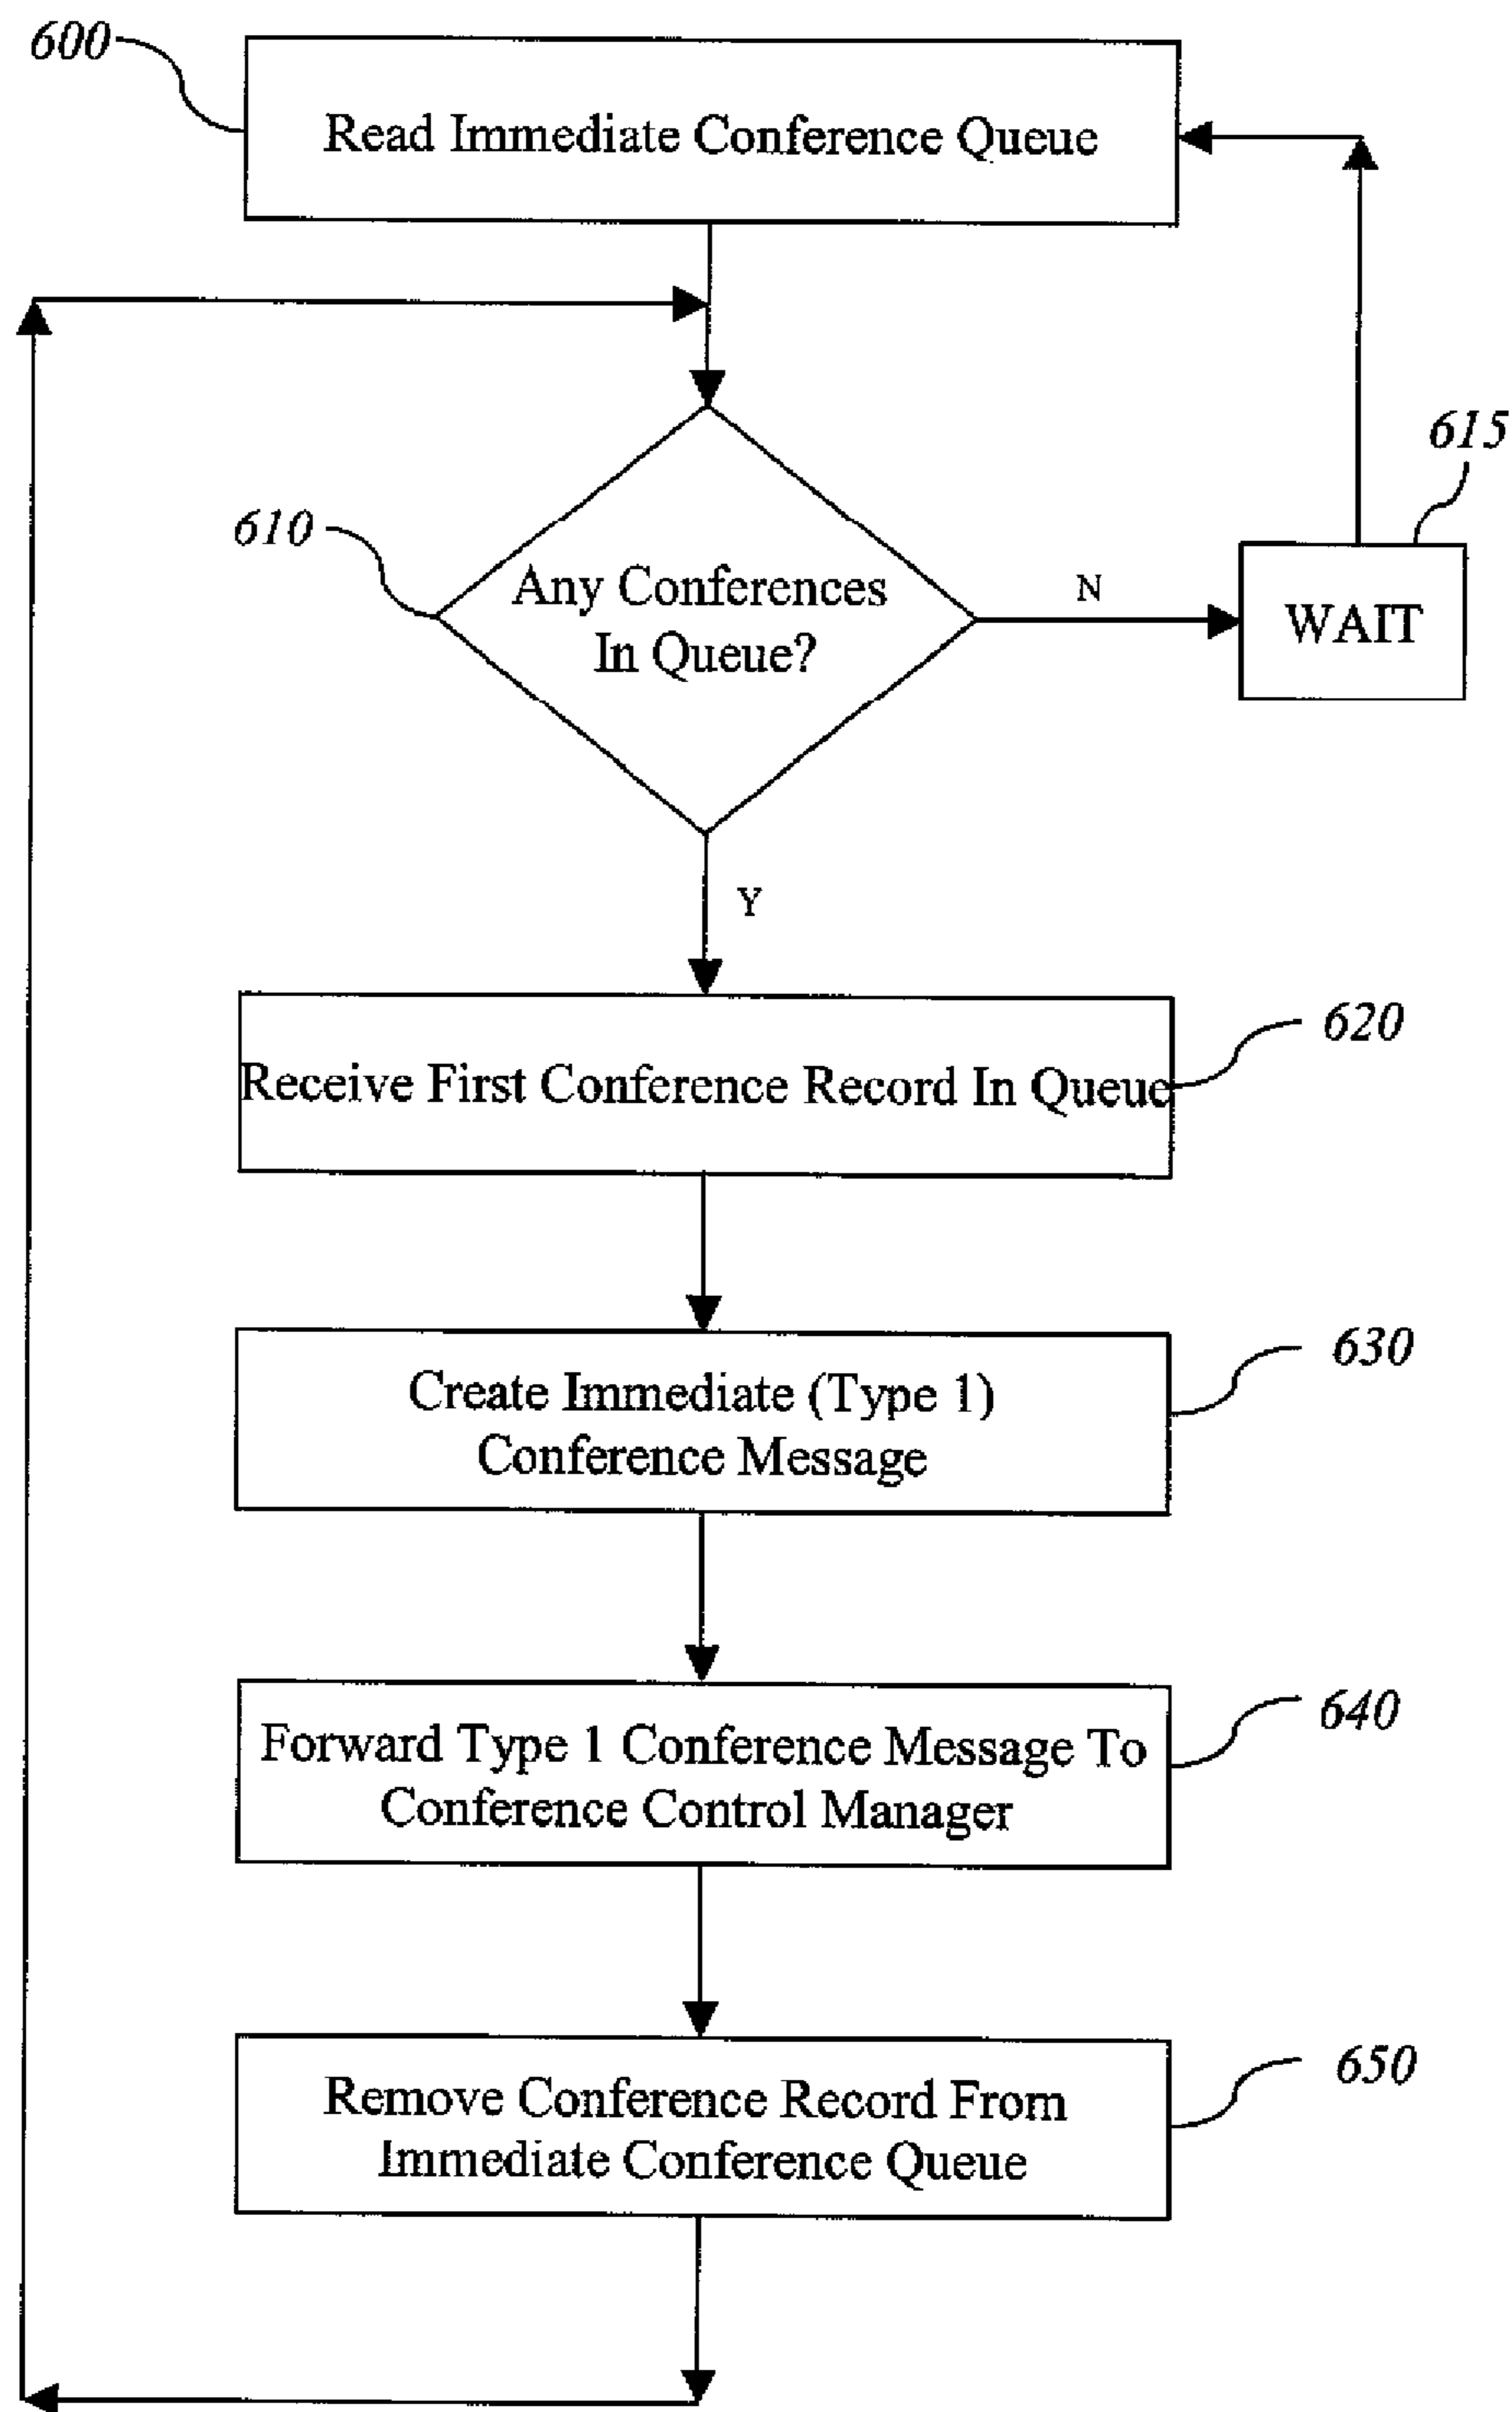 600
Read Immediate Conference Queue
615
610
Any Conferences
In Queue?
N
WAIT
Y
620
Receive First Conference Record In Queue
630
Create Immediate (Type 1)
Conference Message
640
Forward Type 1 Conference Message To
Conference Control Manager
650
Remove Conference Record From
Immediate Conference Queue